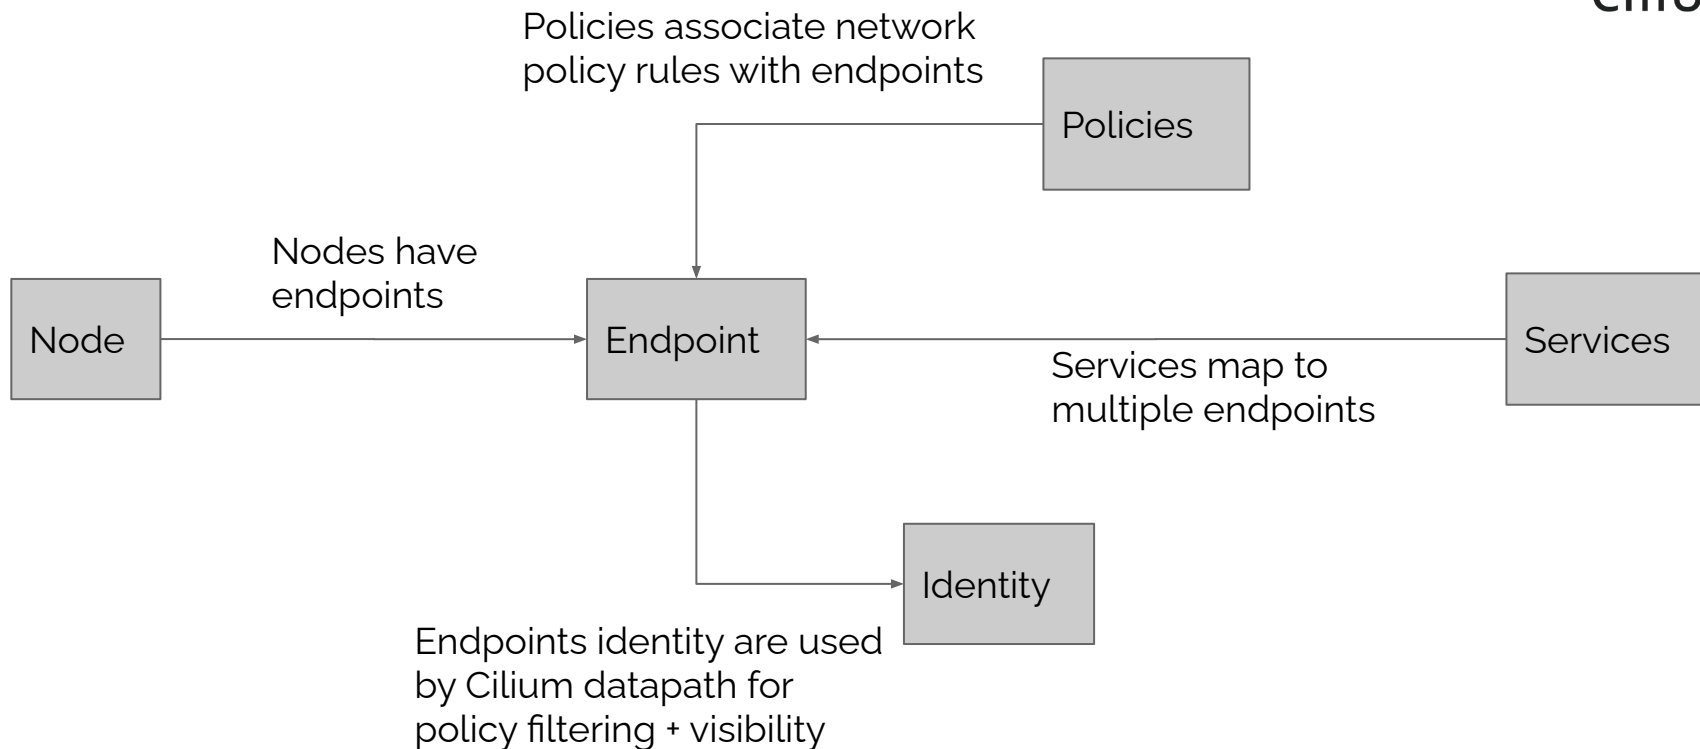 Policies associate network
policy rules with endpoints
Policies
Nodes have
endpoints
Node
Endpoint
Services
Services map to
multiple endpoints
Identity
Endpoints identity are used
by Cilium datapath for
policy filtering + visibility